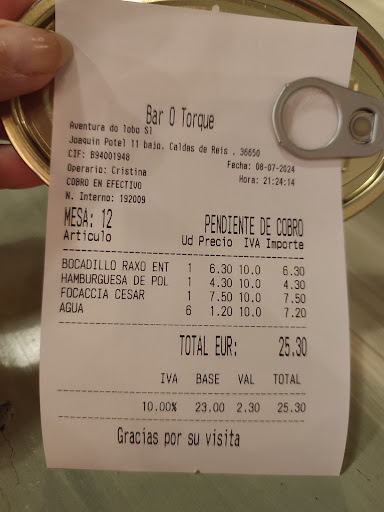 Bar O Torque
Aventura do lobo Sl
Joaquin Potel 11 bajo. Caldas de Reis . 36650
CIF: B94001948 Fecha: 08-07-2024
Operario: Cristina Hora: 21:24:14
COBRO EN EFECTIVO
N. Interno: 192009
MESA: 12 PENDIENTE DE COBRO
Articulo Ud Precio IVA Importe
BOCADILLO RAXO ENT 1 6.30 10.0 6.30
HAMBURGUESA DE POL 1 4.30 10.0 4.30
FOCACCIA CESAR 1 7.50 10.0 7.50
AGUA 6 1.20 10.0 7.20
TOTAL EUR: 25.30
IVA BASE VAL TOTAL
10.00% 23.00 2.30 25.30
Gracias por su visita